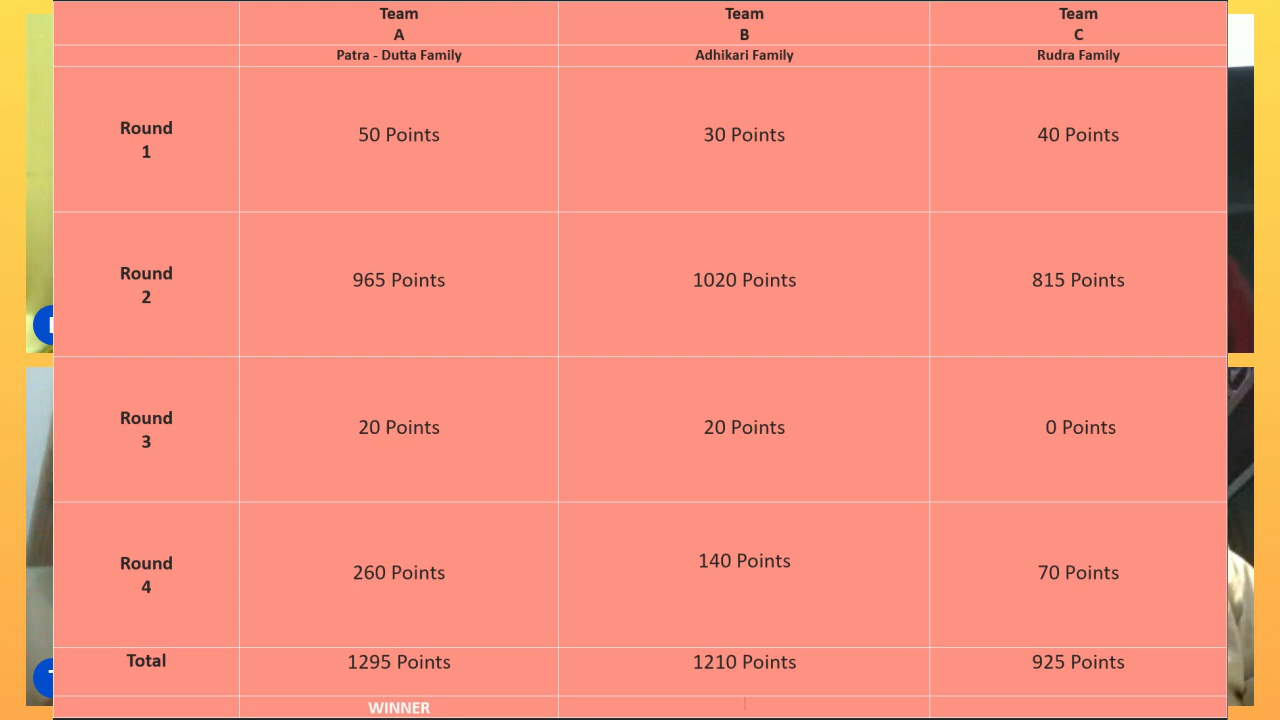 Team
A
Team
B
Team
C
Patra - Dutta Family
Adhikari Family
Rudra Family
Round
1
50 Points
30 Points
40 Points
Round
2
965 Points
1020 Points
815 Points
Round
3
20 Points
20 Points
0 Points
Round
4
260 Points
140 Points
70 Points
Total
1295 Points
1210 Points
925 Points
WINNER